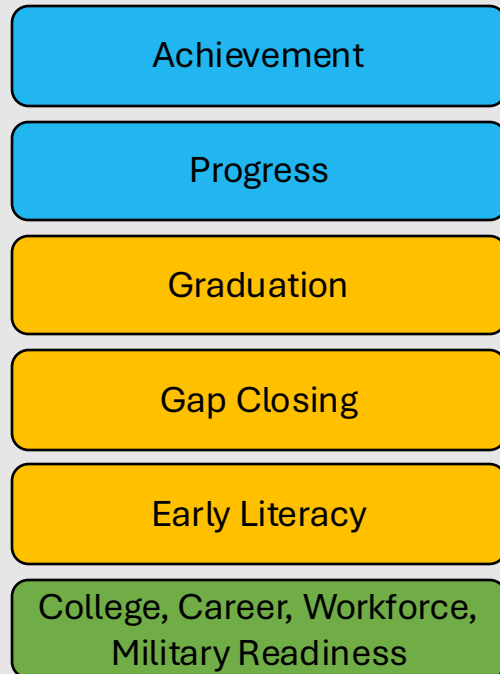 Achievement
Progress
Graduation
Gap Closing
Early Literacy
College, Career, Workforce,
Military Readiness